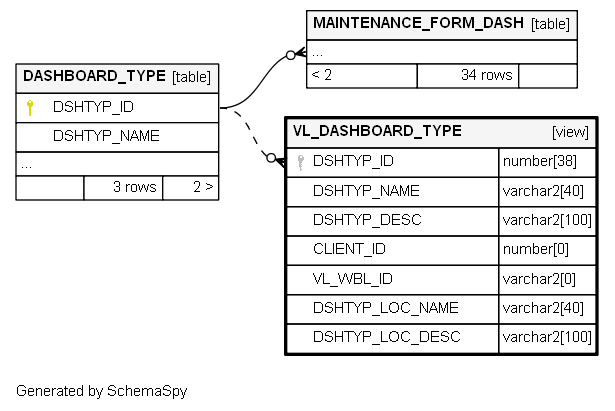 MAINTENANCE_FORM_DASH [table]
...
< 2 34 rows
DASHBOARD_TYPE [table]
DSHTYP_ID
DSHTYP_NAME
...
3 rows 2 >
VL_DASHBOARD_TYPE [view]
DSHTYP_ID number[38]
DSHTYP_NAME varchar2[40]
DSHTYP_DESC varchar2[100]
CLIENT_ID number[0]
VL_WBL_ID varchar2[0]
DSHTYP_LOC_NAME varchar2[40]
DSHTYP_LOC_DESC varchar2[100]
Generated by SchemaSpy